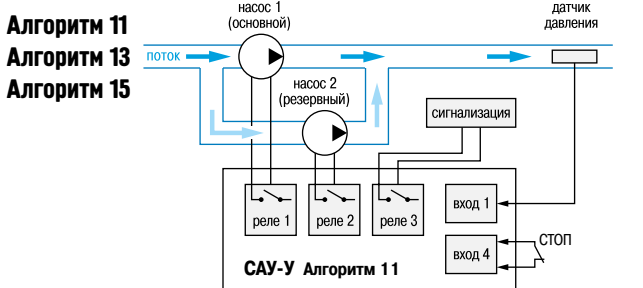 Алгоритм 11
Алгоритм 13
Алгоритм 15
насос 1
(основной)
датчик
давления
поток
насос 2
(резервный)
сигнализация
реле 1
реле 2
реле 3
вход 1
вход 4
СТОП
САУ-У Алгоритм 11